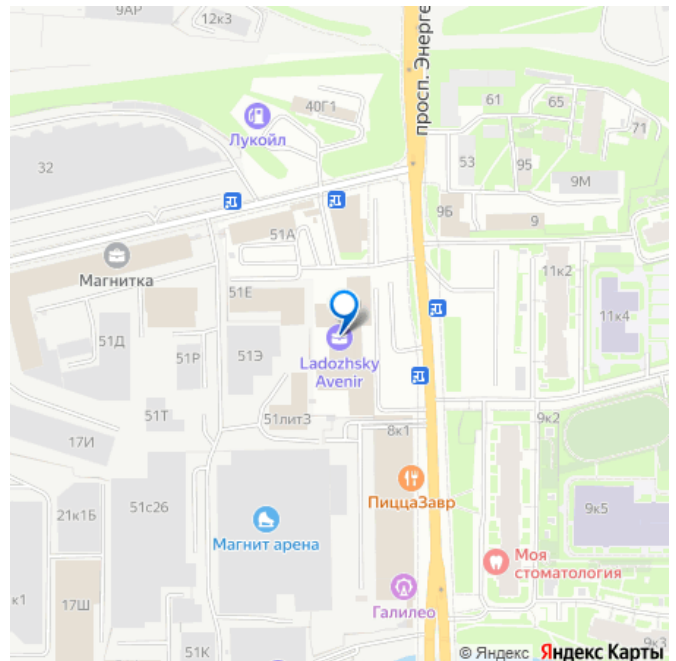 9АР
12к3
просп. Энерге
40Г1
Лукойл
61
65
71
32
53
95
9М
9Б
9
51А
Магнитка
11к2
51Е
11к4
51Д
51Р
51Э
Ladozhsky
Avenir
51Т
51лит3
8к1
9к2
17И
ПиццаЗавр
21к1Б
51с26
9к5
Магнит арена
Моя
стоматология
к1
17Ш
Галилео
51К
9к3
© Яндекс Яндекс Карты